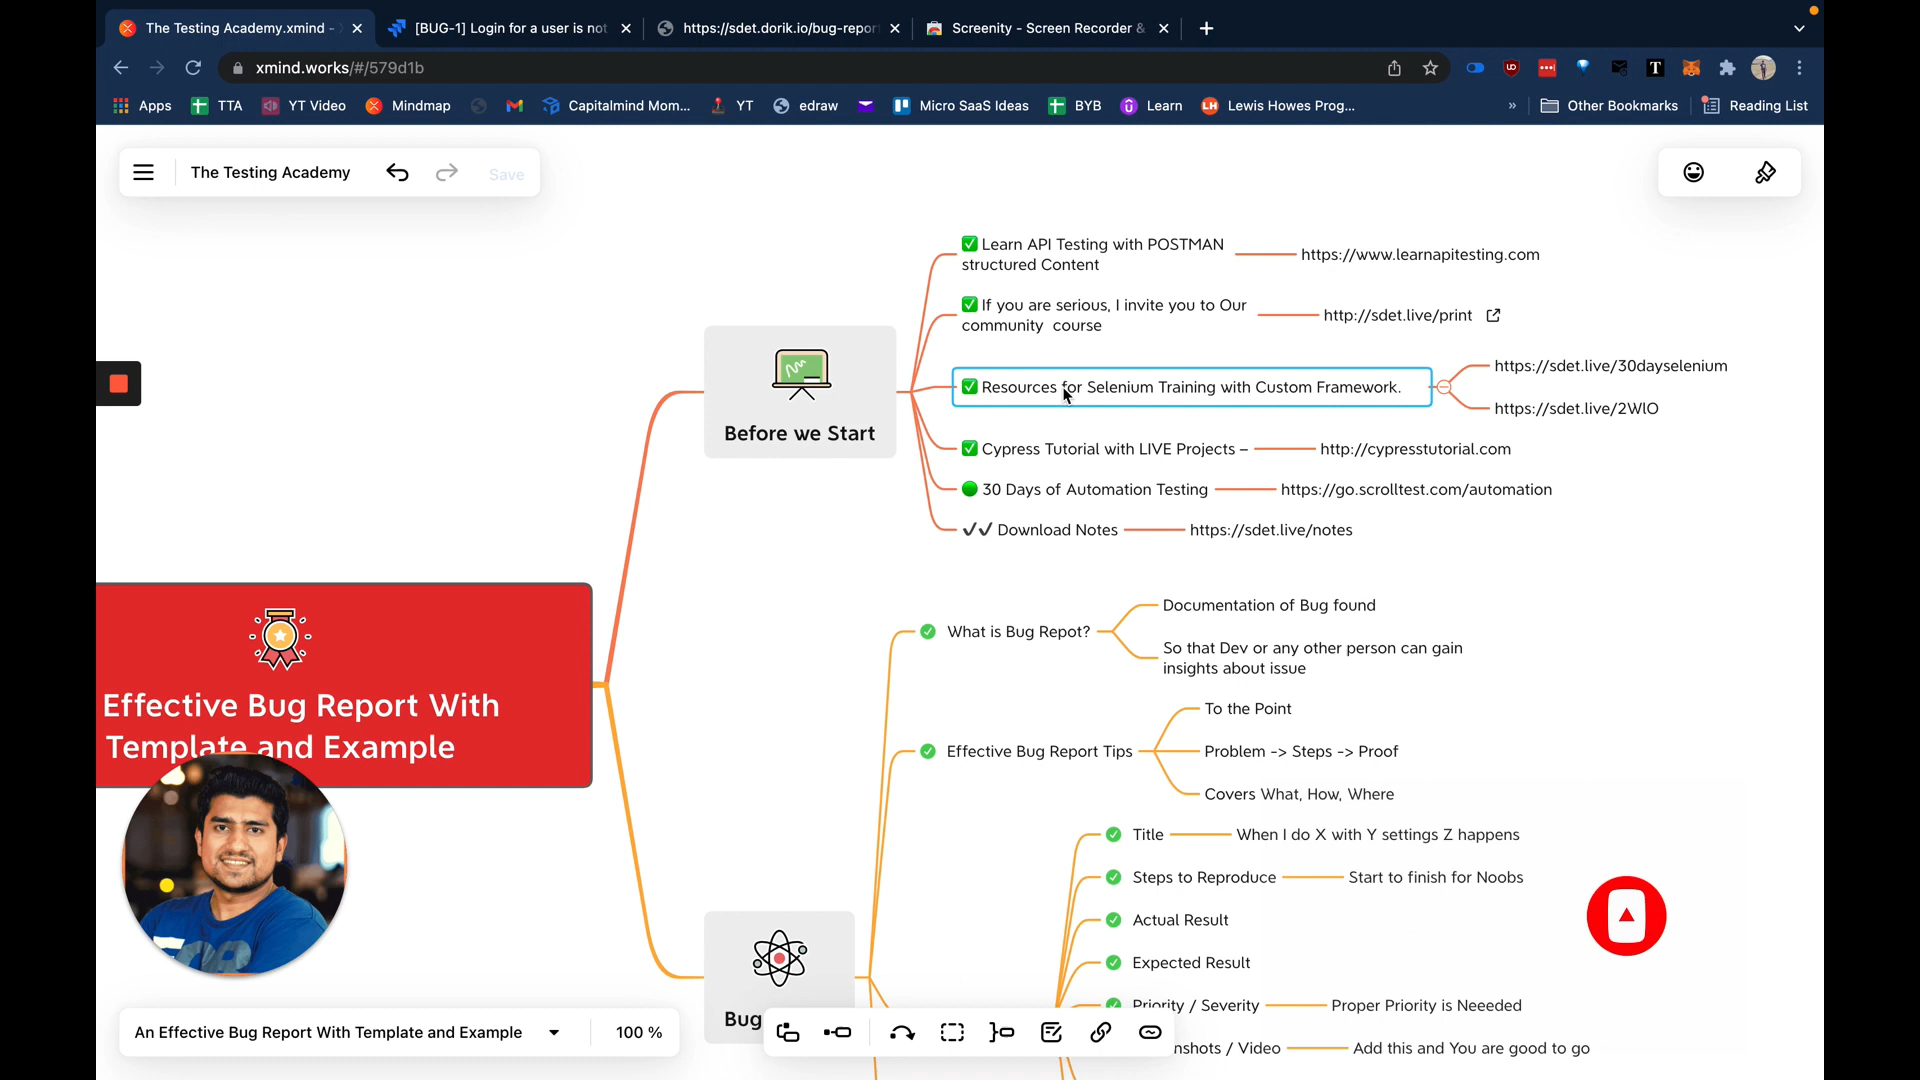 The Testing Academy.xmind -
[BUG-1] Login for a user is not
https://sdet.dorik.io/bug-repor
Screenity - Screen Recorder &
xmind.works/#/579d1b
Apps
TTA
YT Video
Mindmap
Capitalmind Mom...
YT
edraw
Micro SaaS Ideas
BYB
Learn
LH
Lewis Howes Prog...
»
Other Bookmarks
Reading List
The Testing Academy
Save
Learn API Testing with POSTMAN
structured Content
https://www.learnapitesting.com
If you are serious, I invite you to Our
community course
http://sdet.live/print
Resources for Selenium Training with Custom Framework.
https://sdet.live/30dayselenium
https://sdet.live/2WlO
Before we Start
Cypress Tutorial with LIVE Projects –
http://cypresstutorial.com
30 Days of Automation Testing
https://go.scrolltest.com/automation
Download Notes
https://sdet.live/notes
Effective Bug Report With
Template and Example
What is Bug Repot?
Documentation of Bug found
So that Dev or any other person can gain
insights about issue
Effective Bug Report Tips
To the Point
Problem -> Steps -> Proof
Covers What, How, Where
Title
When I do X with Y settings Z happens
Steps to Reproduce
Start to finish for Noobs
Actual Result
Expected Result
Priority / Severity
Proper Priority is Neeeded
nshots / Video
Add this and You are good to go
Bug
An Effective Bug Report With Template and Example
100 %